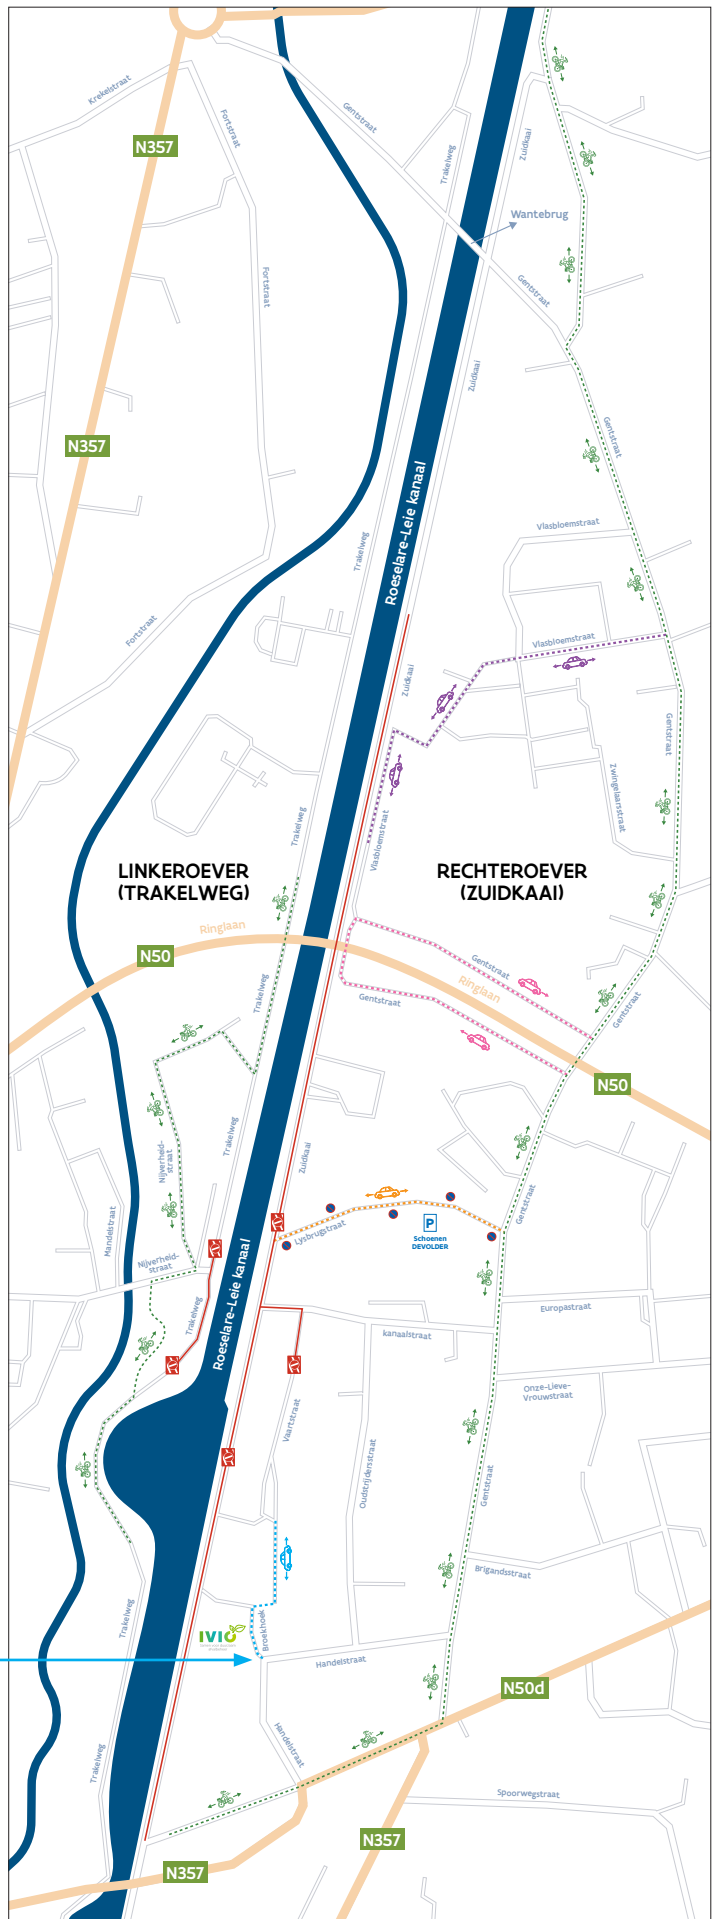 Krekelstraat
Fortstraat
N357
Gentstraat
Trakelweg
Zuidkaai
Wantebrug
Gentstraat
Fortstraat
Zuidkaai
N357
Gentstraat
Roeselare-Leie kanaal
Vlasbloemstraat
Trakelweg
Fortstraat
Vlasbloemstraat
Zuidkaai
Gentstraat
Zwingelaarsstraat
Trakelweg
Vlasbloemstraat
LINKEROEVER
(TRAKELWEG)
RECHTEROEVER
(ZUIDKAAI)
Ringlaan
N50
Gentstraat
Ringlaan
Trakelweg
Gentstraat
Gentstraat
N50
Trakelweg
Zuidkaai
Nijverheid-
straat
Mandelstraat
Gentstraat
Lysbrugstraat
P
Schoenen
DEVOLDER
Nijverheid-
straat
Roeselare-Leie kanaal
Trakelweg
Europastraat
kanaalstraat
Onze-Lieve-
Vrouwstraat
Vaartstraat
Oudstrijdersstraat
Gentstraat
Brigandsstraat
Trakelweg
IVIO
Broekhoek
Handelstraat
N50d
Handelstraat
Trakelweg
Spoorwegstraat
N357
N357